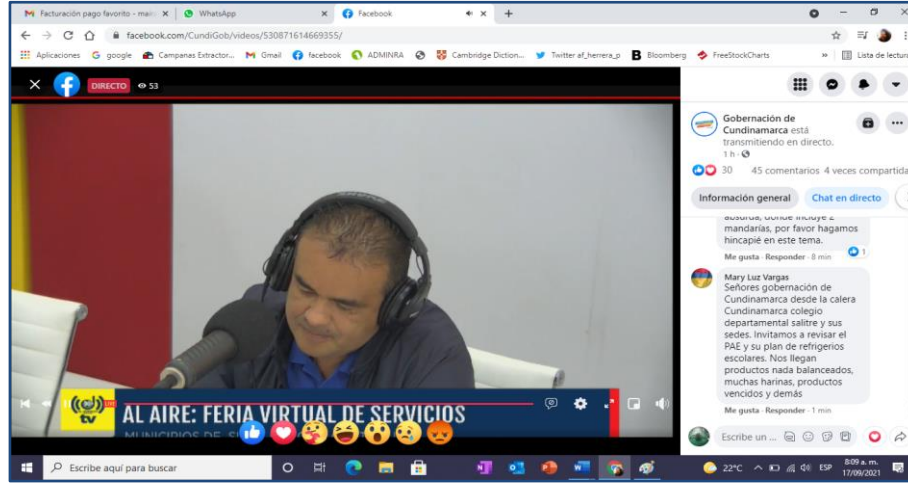 Facturación pago favorito - mai
WhatsApp
Facebook
facebook.com/CundiGob/videos/530871614669355/
Aplicaciones
G google
Campanas Extractor...
Gmail
facebook
ADMINRA
Cambridge Diction...
Twitter af_herrera_p
Bloomberg
FreeStockCharts
»
Lista de lectura
DIRECTO
53
Gobernación de
Cundinamarca está
transmitiendo en directo.
1 h ·
30 45 comentarios 4 veces compartida
Información general
Chat en directo
absurda, donde incluye 2
mandarías, por favor hagamos
hincapié en este tema.
Me gusta · Responder · 8 min
1
Mary Luz Vargas
Señores gobernación de
Cundinamarca desde la calera
Cundinamarca colegio
departamental salitre y sus
sedes. Invitamos a revisar el
PAE y su plan de refrigerios
escolares. Nos llegan
productos nada balanceados,
muchas harinas, productos
vencidos y demás
Me gusta · Responder · 1 min
Escribe un ...
tv
AL AIRE: FERIA VIRTUAL DE SERVICIOS
MUNICIPIOS DE
Escribe aquí para buscar
22°C
ESP
8:09 a. m.
17/09/2021